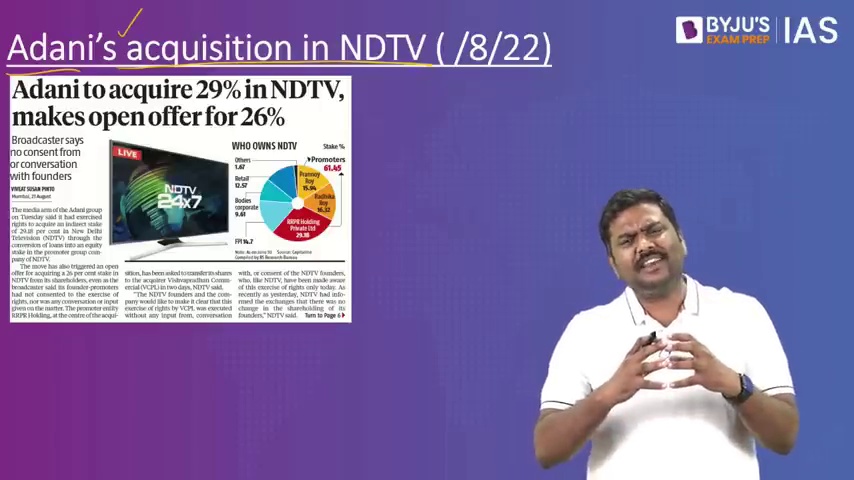 Adani's acquisition in NDTV ( /8/22)
BYJU'S
EXAM PREP
IAS
Adani to acquire 29% in NDTV,
makes open offer for 26%
Broadcaster says
no consent from
or conversation
with founders
VIVEAT SUSAN PINTO
Mumbai, 23 August
The media arm of the Adani group
on Tuesday said it had exercised
rights to acquire an indirect stake
of 29.18 per cent in New Delhi
Television (NDTV) through the
conversion of loans into an equity
stake in the promoter group com-
pany of NDTV.
The move has also triggered an open
offer for acquiring a 26 per cent stake in
NDTV from its shareholders, even as the
broadcaster said its founder-promoters
had not consented to the exercise of
rights, nor was any conversation or input
given on the matter. The promoter entity
RRPR Holding, at the centre of the acqui-
LIVE
NDTV
24x7
WHO OWNS NDTV
Stake %
Others
1.67
Retail
12.57
Bodies
corporate
9.61
FPI 14.7
Promoters
61.45
Prannoy
Roy
15.94
Radhika
Roy
16.32
RRPR Holding
Private Ltd
29.18
Compiled by BS Research Bureau
sition, has been asked to transfer its shares
to the acquirer Vishvapradhan Commer-
cial (VCPL) in two days, NDTV said.
"The NDTV founders and the com-
pany would like to make it clear that this
exercise of rights by VCPL was executed
without any input from, conversation
with, or consent of the NDTV founders,
who, like NDTV, have been made aware
of this exercise of rights only today. As
recently as yesterday, NDTV had infor-
med the exchanges that there was no
change in the shareholding of its
founders," NDTV said.
Turn to Page 6